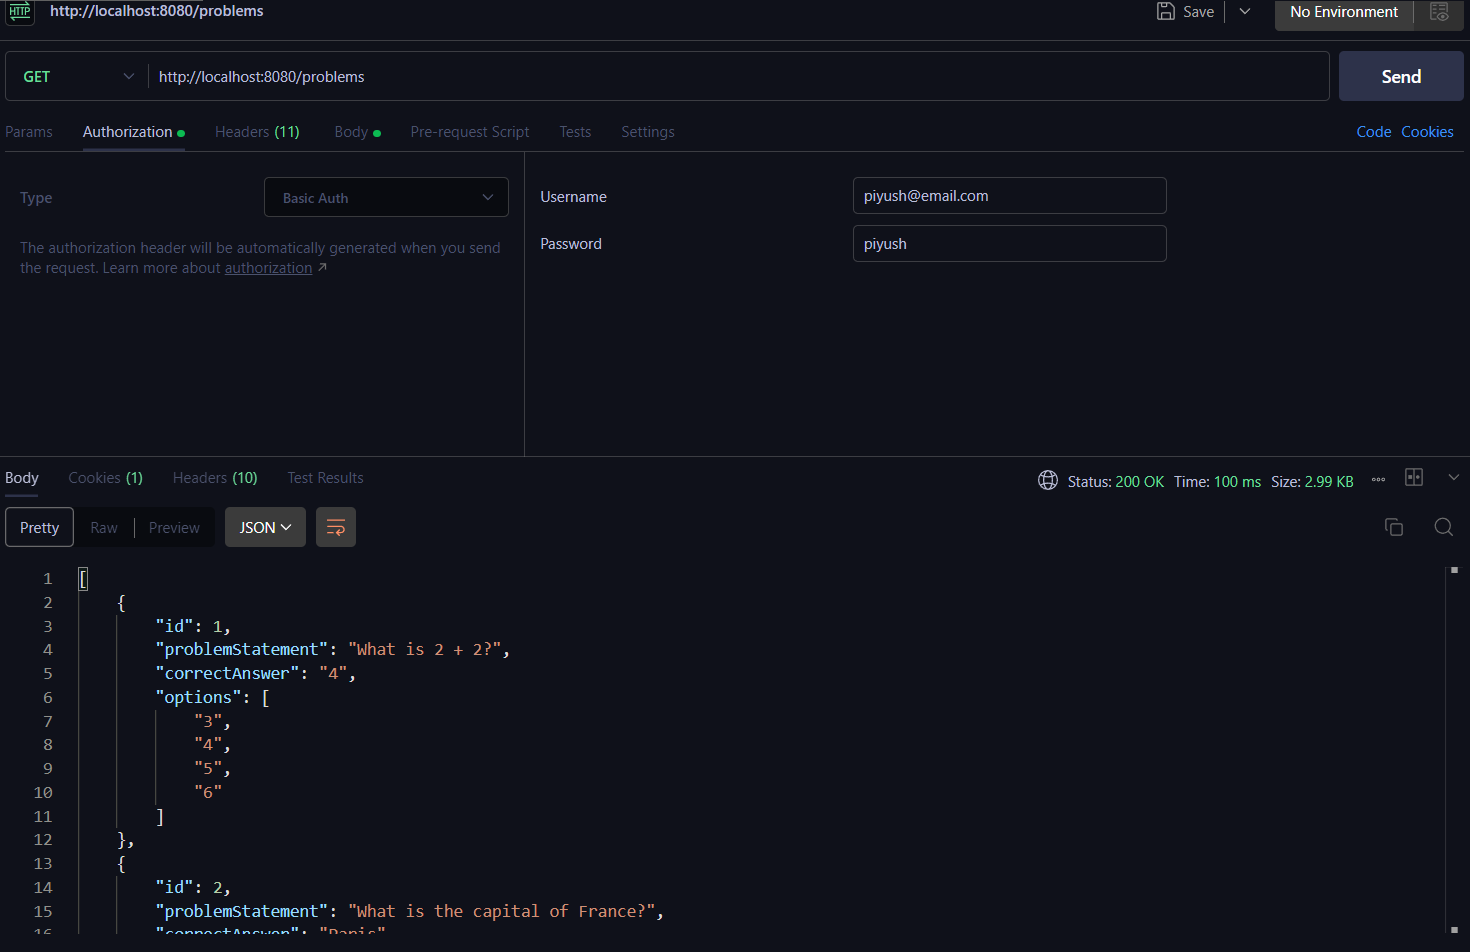 HTTP http://localhost:8080/problems Save No Environment
GET http://localhost:8080/problems Send
Params Authorization Headers (11) Body Pre-request Script Tests Settings Code Cookies
Type Basic Auth
The authorization header will be automatically generated when you send
the request. Learn more about authorization ↗
Username piyush@email.com
Password piyush
Body Cookies (1) Headers (10) Test Results Status: 200 OK Time: 100 ms Size: 2.99 KB
Pretty Raw Preview JSON
1 [
2 {
3 "id": 1,
4 "problemStatement": "What is 2 + 2?",
5 "correctAnswer": "4",
6 "options": [
7 "3",
8 "4",
9 "5",
10 "6"
11 ]
12 },
13 {
14 "id": 2,
15 "problemStatement": "What is the capital of France?",
16 "correctAnswer": "Paris"